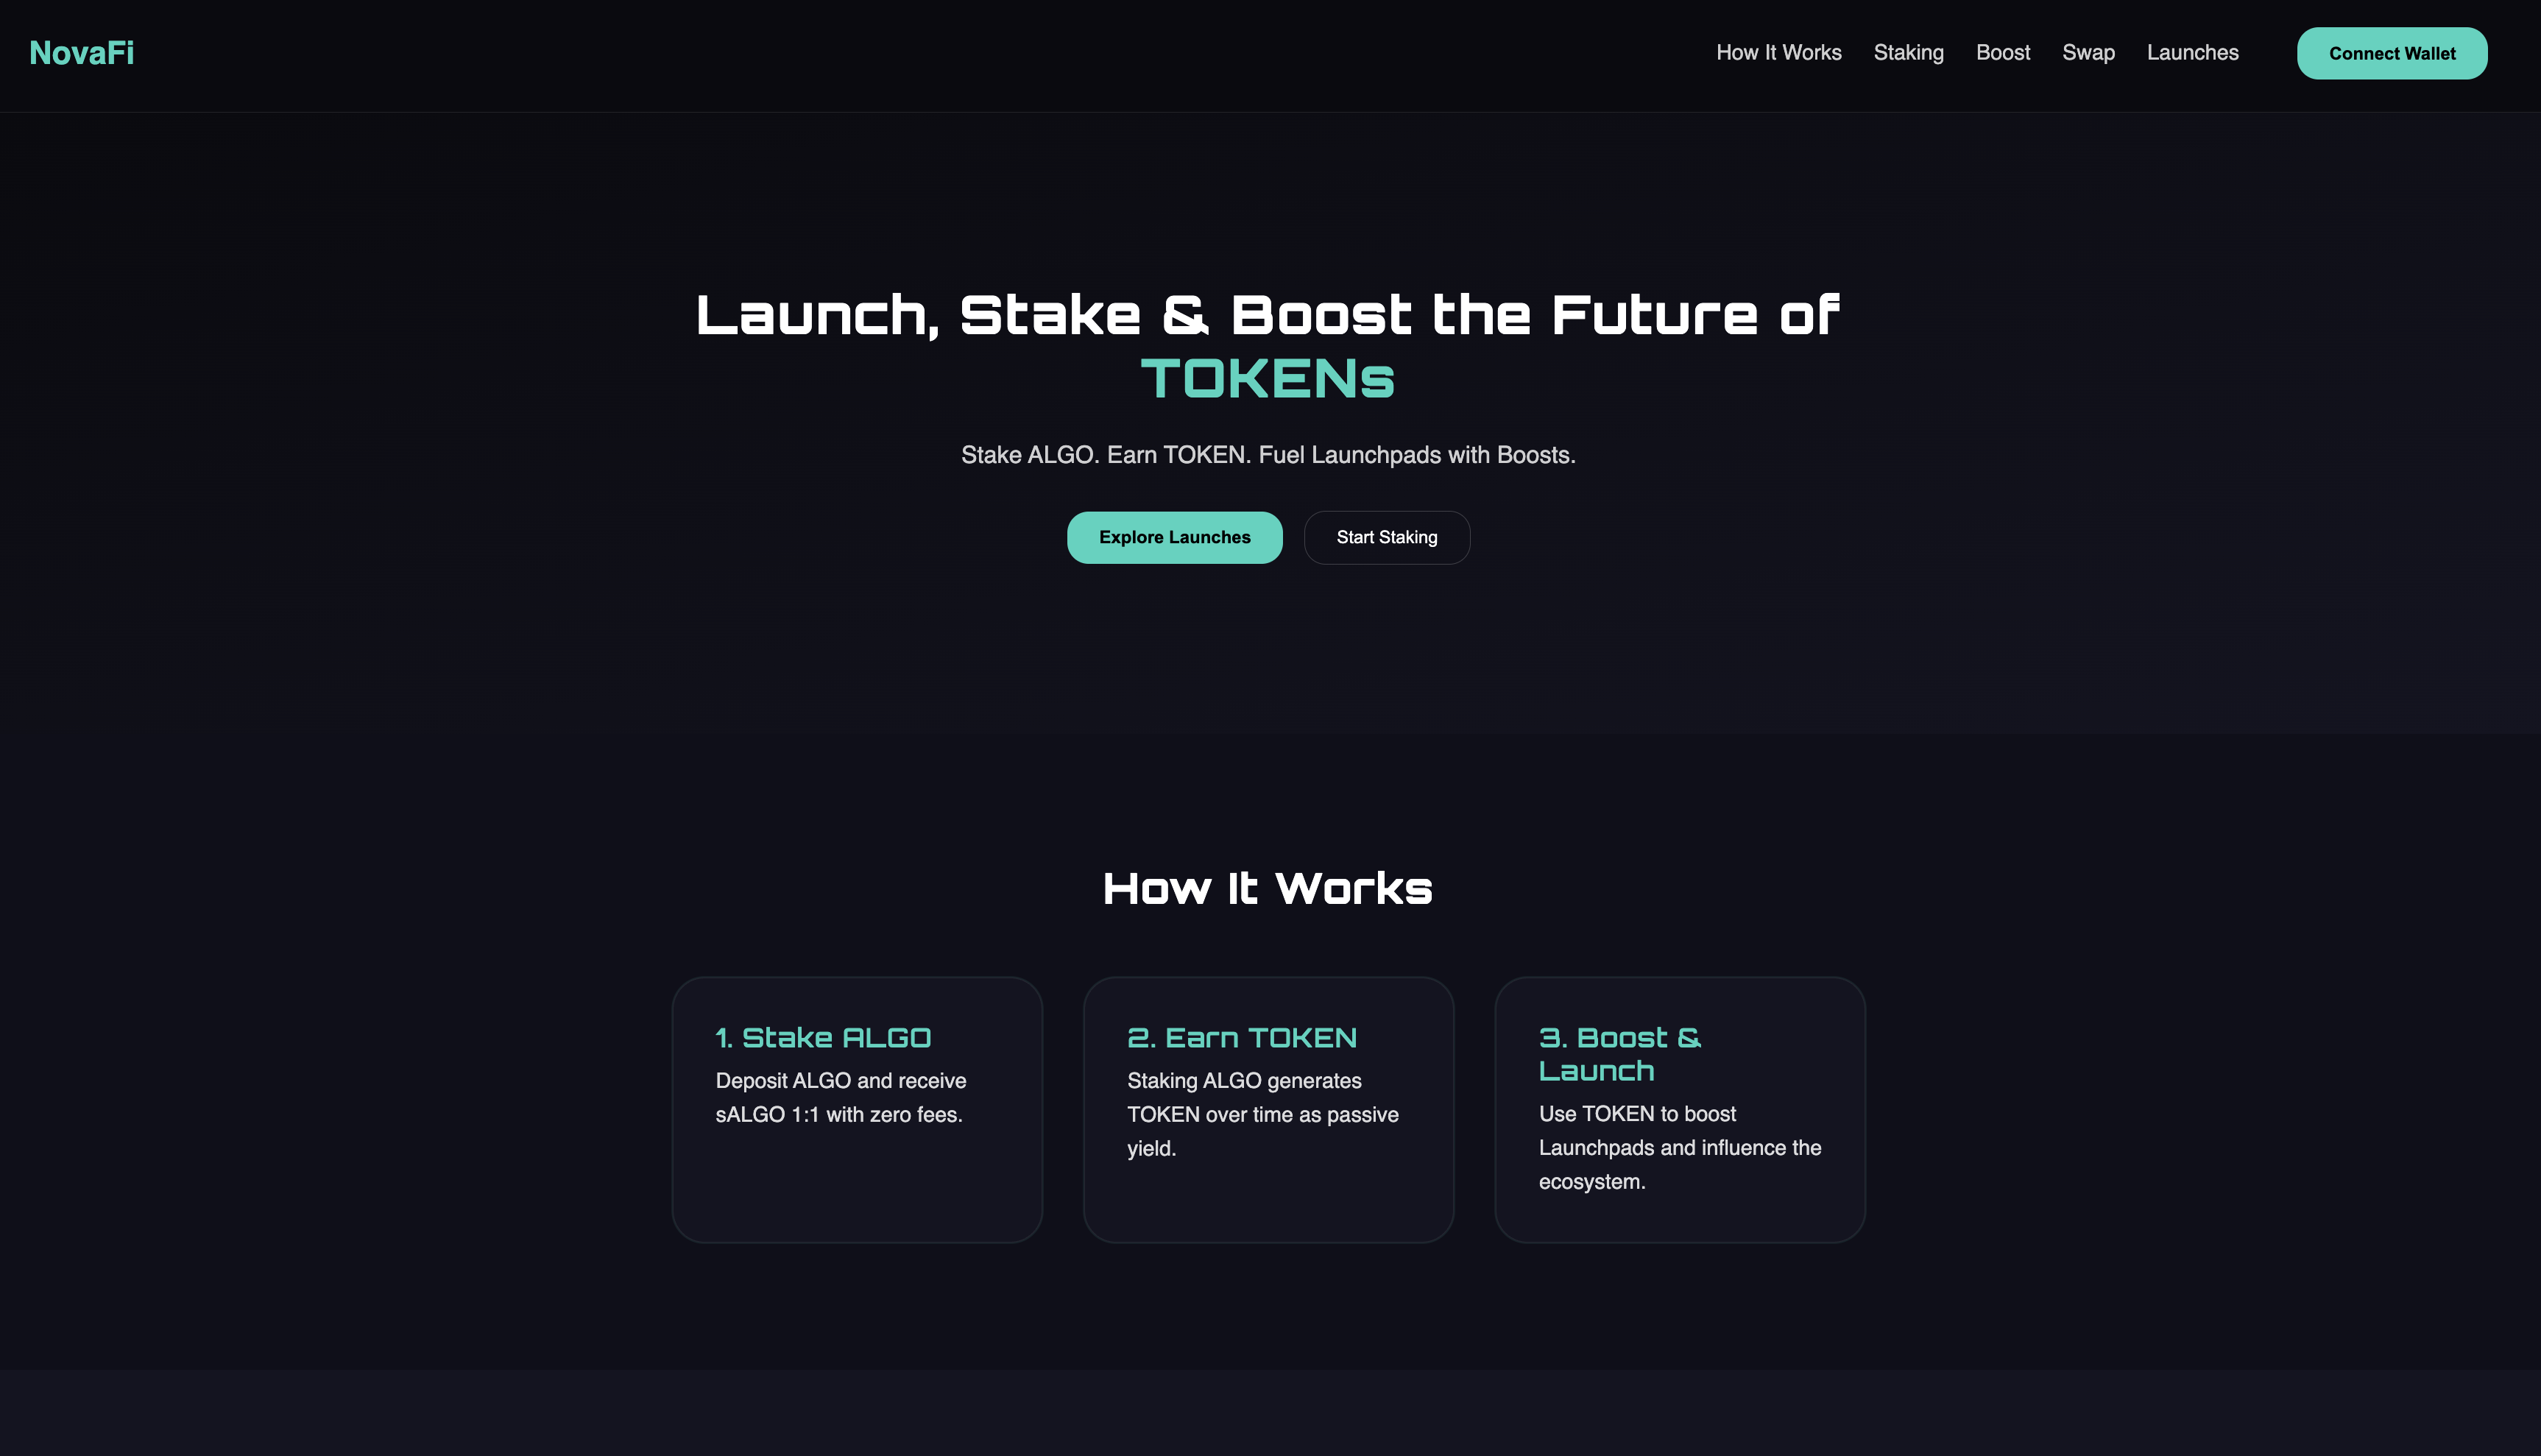 NovaFi
How It Works
Staking
Boost
Swap
Launches
Connect Wallet
Launch, Stake & Boost the Future of
TOKENs
Stake ALGO. Earn TOKEN. Fuel Launchpads with Boosts.
Explore Launches
Start Staking
How It Works
1. Stake ALGO
Deposit ALGO and receive
sALGO 1:1 with zero fees.
2. Earn TOKEN
Staking ALGO generates
TOKEN over time as passive
yield.
3. Boost &
Launch
Use TOKEN to boost
Launchpads and influence the
ecosystem.